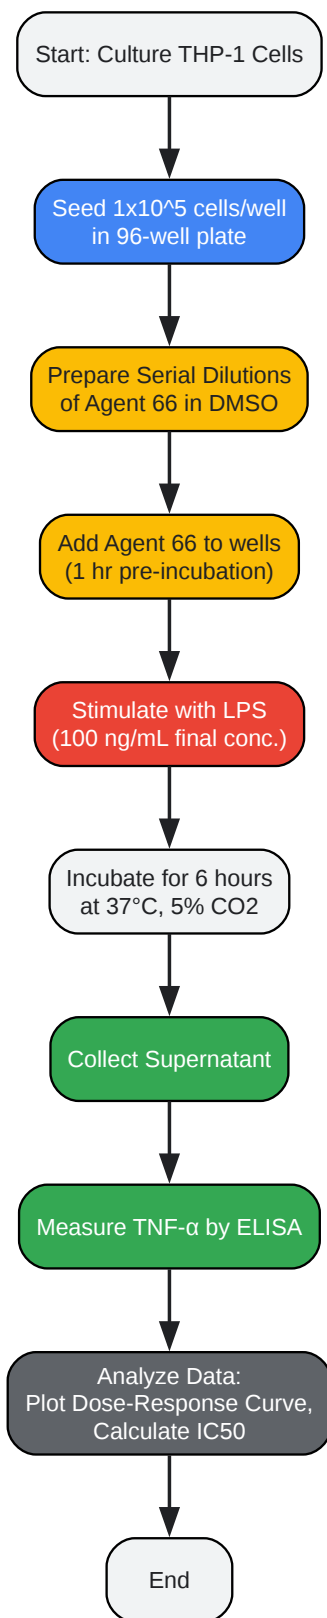 Start: Culture THP-1 Cells
Seed 1x10^5 cells/well
in 96-well plate
Prepare Serial Dilutions
of Agent 66 in DMSO
Add Agent 66 to wells
(1 hr pre-incubation)
Stimulate with LPS
(100 ng/mL final conc.)
Incubate for 6 hours
at 37°C, 5% CO2
Collect Supernatant
Measure TNF-α by ELISA
Analyze Data:
Plot Dose-Response Curve,
Calculate IC50
End